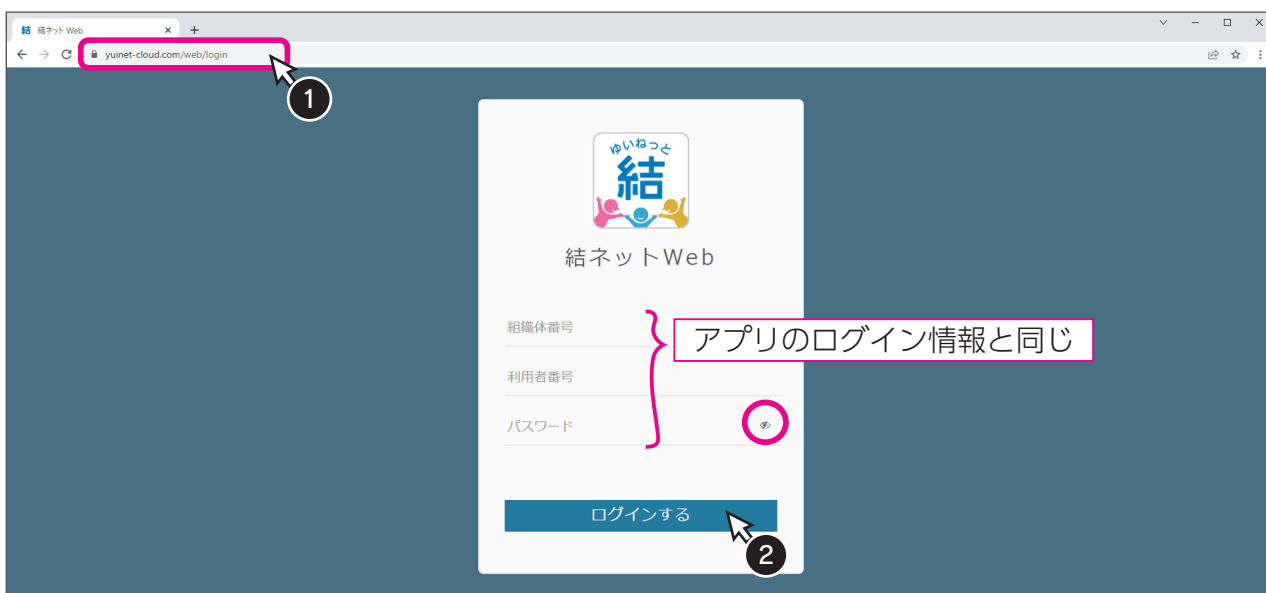 結 結ネット Web
yuinet-cloud.com/web/login
1
ゆいねっと
結
結ネットWeb
組織体番号
アプリのログイン情報と同じ
利用者番号
パスワード
ログインする
2